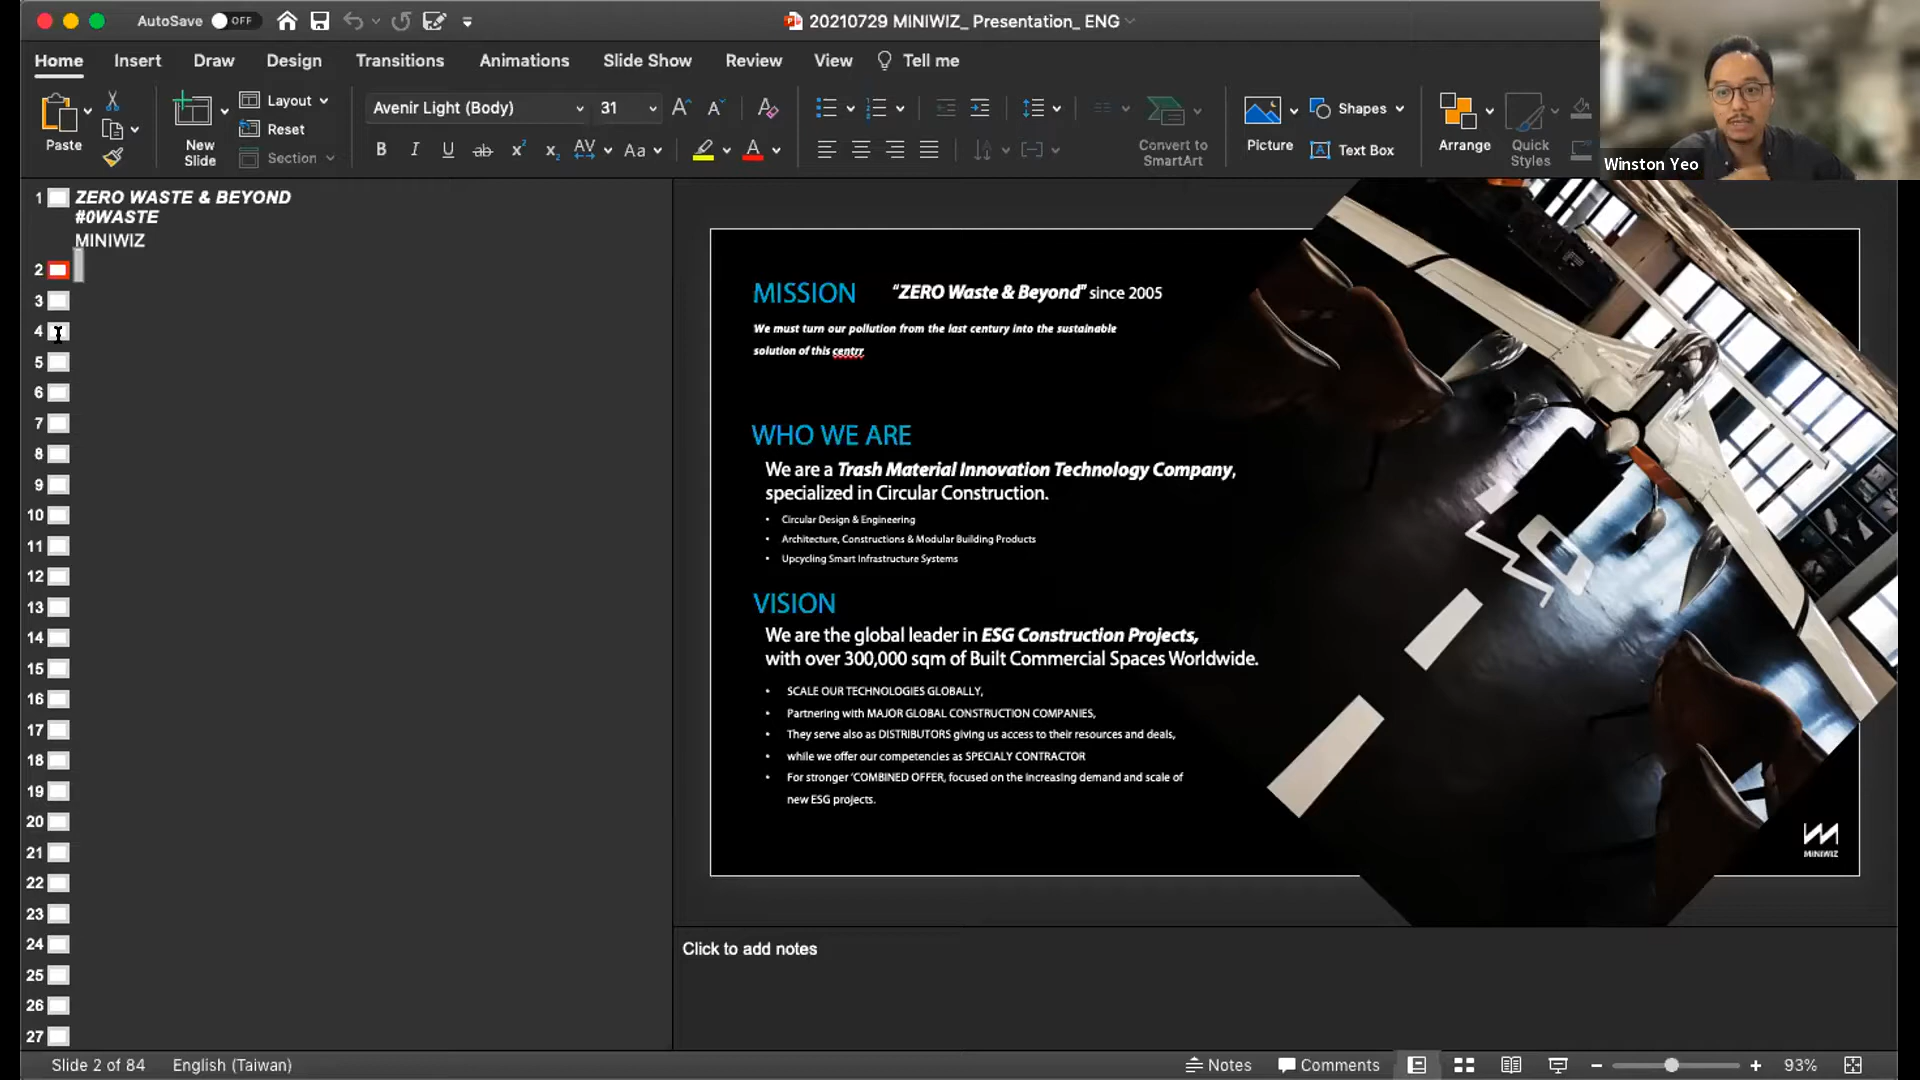 AutoSave OFF
20210729 MINIWIZ_ Presentation_ ENG
Home Insert Draw Design Transitions Animations Slide Show Review View Tell me
Paste
New Slide
Layout
Reset
Section
Avenir Light (Body) 31
B I U ab x² x₂ AV Aa A
Convert to SmartArt
Picture
Shapes
Text Box
Arrange
Quick Styles
Winston Yeo
1 ZERO WASTE & BEYOND
#0WASTE
MINIWIZ
2
3
4
5
6
7
8
9
10
11
12
13
14
15
16
17
18
19
20
21
22
23
24
25
26
27
MISSION "ZERO Waste & Beyond" since 2005
We must turn our pollution from the last century into the sustainable
solution of this centrr
WHO WE ARE
We are a Trash Material Innovation Technology Company,
specialized in Circular Construction.
• Circular Design & Engineering
• Architecture, Constructions & Modular Building Products
• Upcycling Smart Infrastructure Systems
VISION
We are the global leader in ESG Construction Projects,
with over 300,000 sqm of Built Commercial Spaces Worldwide.
• SCALE OUR TECHNOLOGIES GLOBALLY,
• Partnering with MAJOR GLOBAL CONSTRUCTION COMPANIES,
• They serve also as DISTRIBUTORS giving us access to their resources and deals,
• while we offer our competencies as SPECIALY CONTRACTOR
• For stronger 'COMBINED OFFER, focused on the increasing demand and scale of
new ESG projects.
MINIWIZ
Click to add notes
Slide 2 of 84 English (Taiwan) Notes Comments 93%